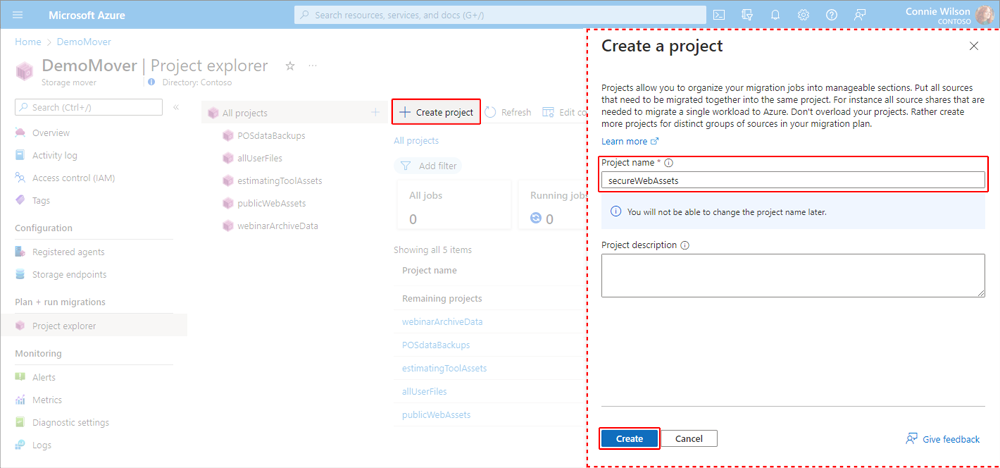 Microsoft Azure
Search resources, services, and docs (G+/)
Connie Wilson
CONTOSO
Home > DemoMover
DemoMover | Project explorer
Storage mover
Directory: Contoso
Search (Ctrl+/)
Overview
Activity log
Access control (IAM)
Tags
Configuration
Registered agents
Storage endpoints
Plan + run migrations
Project explorer
Monitoring
Alerts
Metrics
Diagnostic settings
Logs
All projects
POSdataBackups
allUserFiles
estimatingToolAssets
publicWebAssets
webinarArchiveData
Create project
Refresh
Edit co
All projects
Add filter
All jobs
0
Running jobs
0
Showing all 5 items
Project name
Remaining projects
webinarArchiveData
POSdataBackups
estimatingToolAssets
allUserFiles
publicWebAssets
Create a project
Projects allow you to organize your migration jobs into manageable sections. Put all
sources that need to be migrated together into the same project. For instance all source shares that are
needed to migrate a single workload to Azure. Don't overload your projects. Rather create
more projects for distinct groups of sources in your migration plan.
Learn more
Project name *
secureWebAssets
You will not be able to change the project name later.
Project description
Create
Cancel
Give feedback